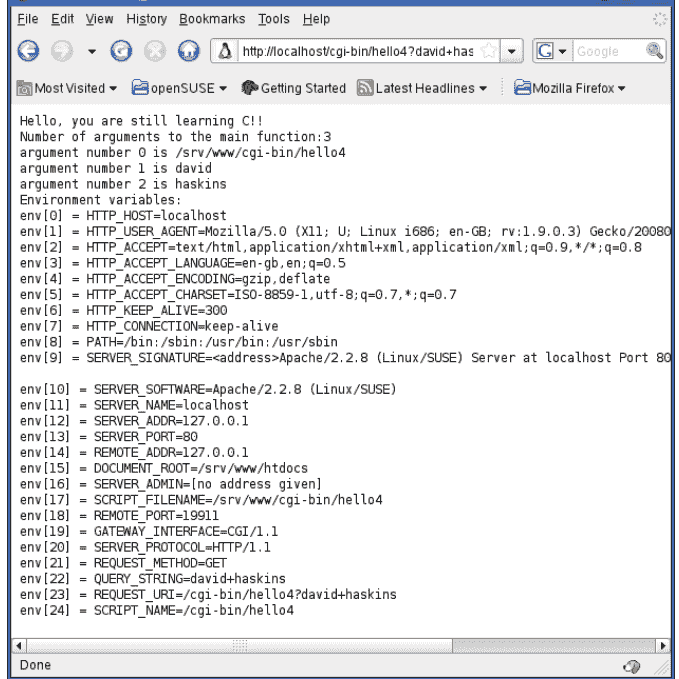 File Edit View History Bookmarks Tools Help
http://localhost/cgi-bin/hello4?david+has G Google
Most Visited openSUSE Getting Started Latest Headlines Mozilla Firefox
Hello, you are still learning C!!
Number of arguments to the main function:3
argument number 0 is /srv/www/cgi-bin/hello4
argument number 1 is david
argument number 2 is haskins
Environment variables:
env[0] = HTTP_HOST=localhost
env[1] = HTTP_USER_AGENT=Mozilla/5.0 (X11; U; Linux i686; en-GB; rv:1.9.0.3) Gecko/20080
env[2] = HTTP_ACCEPT=text/html,application/xhtml+xml,application/xml;q=0.9,*/*;q=0.8
env[3] = HTTP_ACCEPT_LANGUAGE=en-gb,en;q=0.5
env[4] = HTTP_ACCEPT_ENCODING=gzip,deflate
env[5] = HTTP_ACCEPT_CHARSET=ISO-8859-1,utf-8;q=0.7,*;q=0.7
env[6] = HTTP_KEEP_ALIVE=300
env[7] = HTTP_CONNECTION=keep-alive
env[8] = PATH=/bin:/sbin:/usr/bin:/usr/sbin
env[9] = SERVER_SIGNATURE=<address>Apache/2.2.8 (Linux/SUSE) Server at localhost Port 80
env[10] = SERVER_SOFTWARE=Apache/2.2.8 (Linux/SUSE)
env[11] = SERVER_NAME=localhost
env[12] = SERVER_ADDR=127.0.0.1
env[13] = SERVER_PORT=80
env[14] = REMOTE_ADDR=127.0.0.1
env[15] = DOCUMENT_ROOT=/srv/www/htdocs
env[16] = SERVER_ADMIN=[no address given]
env[17] = SCRIPT_FILENAME=/srv/www/cgi-bin/hello4
env[18] = REMOTE_PORT=19911
env[19] = GATEWAY_INTERFACE=CGI/1.1
env[20] = SERVER_PROTOCOL=HTTP/1.1
env[21] = REQUEST_METHOD=GET
env[22] = QUERY_STRING=david+haskins
env[23] = REQUEST_URI=/cgi-bin/hello4?david+haskins
env[24] = SCRIPT_NAME=/cgi-bin/hello4
Done